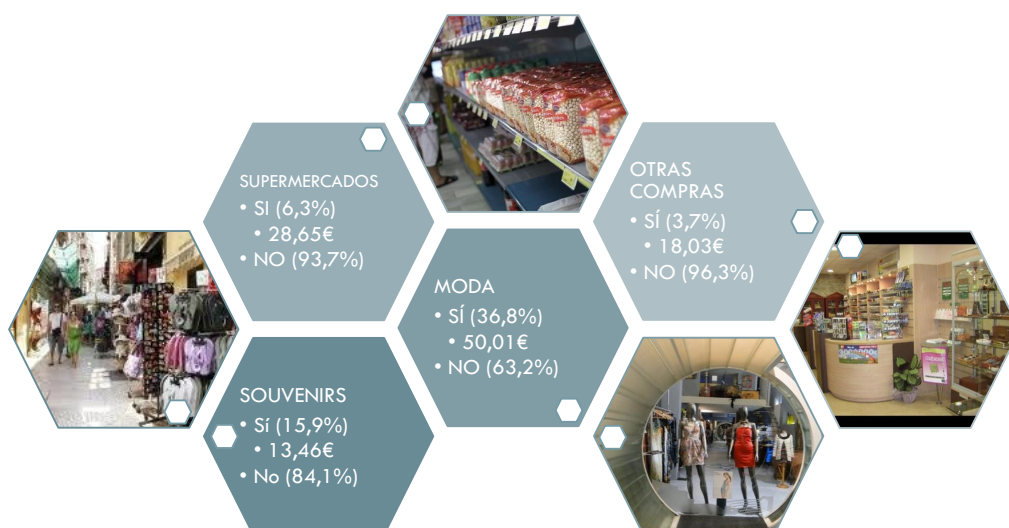 SUPERMERCADOS
• SI (6,3%)
• 28,65€
• NO (93,7%)
OTRAS
COMPRAS
• SÍ (3,7%)
• 18,03€
• NO (96,3%)
MODA
• SÍ (36,8%)
• 50,01€
• NO (63,2%)
SOUVENIRS
• Sí (15,9%)
• 13,46€
• No (84,1%)